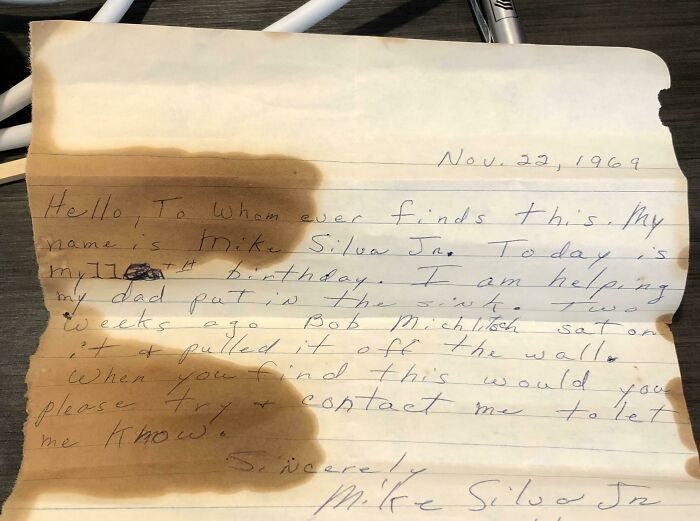 Nov. 22, 1969
Hello, To whom ever finds this. My
name is Mike Silva Jr. Today is
my 11th birthday. I am helping
my dad put in the sink. Two
weeks ago Bob Michlitch sat on
it & pulled it off the wall.
When you find this would you
please try & contact me to let
me know.
Sincerely
Mike Silva Jr